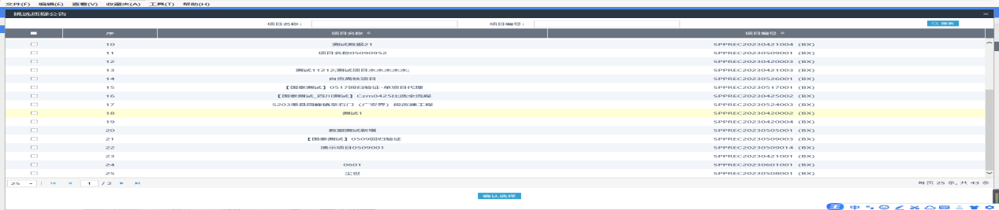 文件(F) 编辑(E) 查看(V) 收藏夹(A) 工具(T) 帮助(H)
挑选质疑公告
项目名称: 项目编号: 搜索
序 项目名称 项目编号
10 测试数据21 SPPREC20230421004 (BX)
11 项目名称05090952 SPPREC20230509001 (BX)
12 SPPREC20230420003 (BX)
13 测试11212;测试项目水水水水水; SPPREC20230421003 (BX)
14 自贡高铁项目 SPPREC20230526001 (BX)
15 【国泰测试】0517回归验证-单项目代理 SPPREC20230517001 (BX)
16 【国泰测试_四川测试】Czm0425比选全流程 SPPREC20230425002 (BX)
17 S203渠县岡峰镇至石门（广安界）段改建工程 SPPREC20230524003 (BX)
18 测试1 SPPREC20230420002 (BX)
19 SPPREC20230420004 (BX)
20 数据测试新增 SPPREC20230505001 (BX)
21 【国泰测试】0509回归验证 SPPREC20230509003 (BX)
22 演示项目0509001 SPPREC20230509014 (BX)
23 SPPREC20230421001 (BX)
24 0601 SPPREC20230601001 (BX)
25 尘世 SPPREC20230508001 (BX)
25 1 / 2 每页 25 条, 共 43 条
确认选择
中